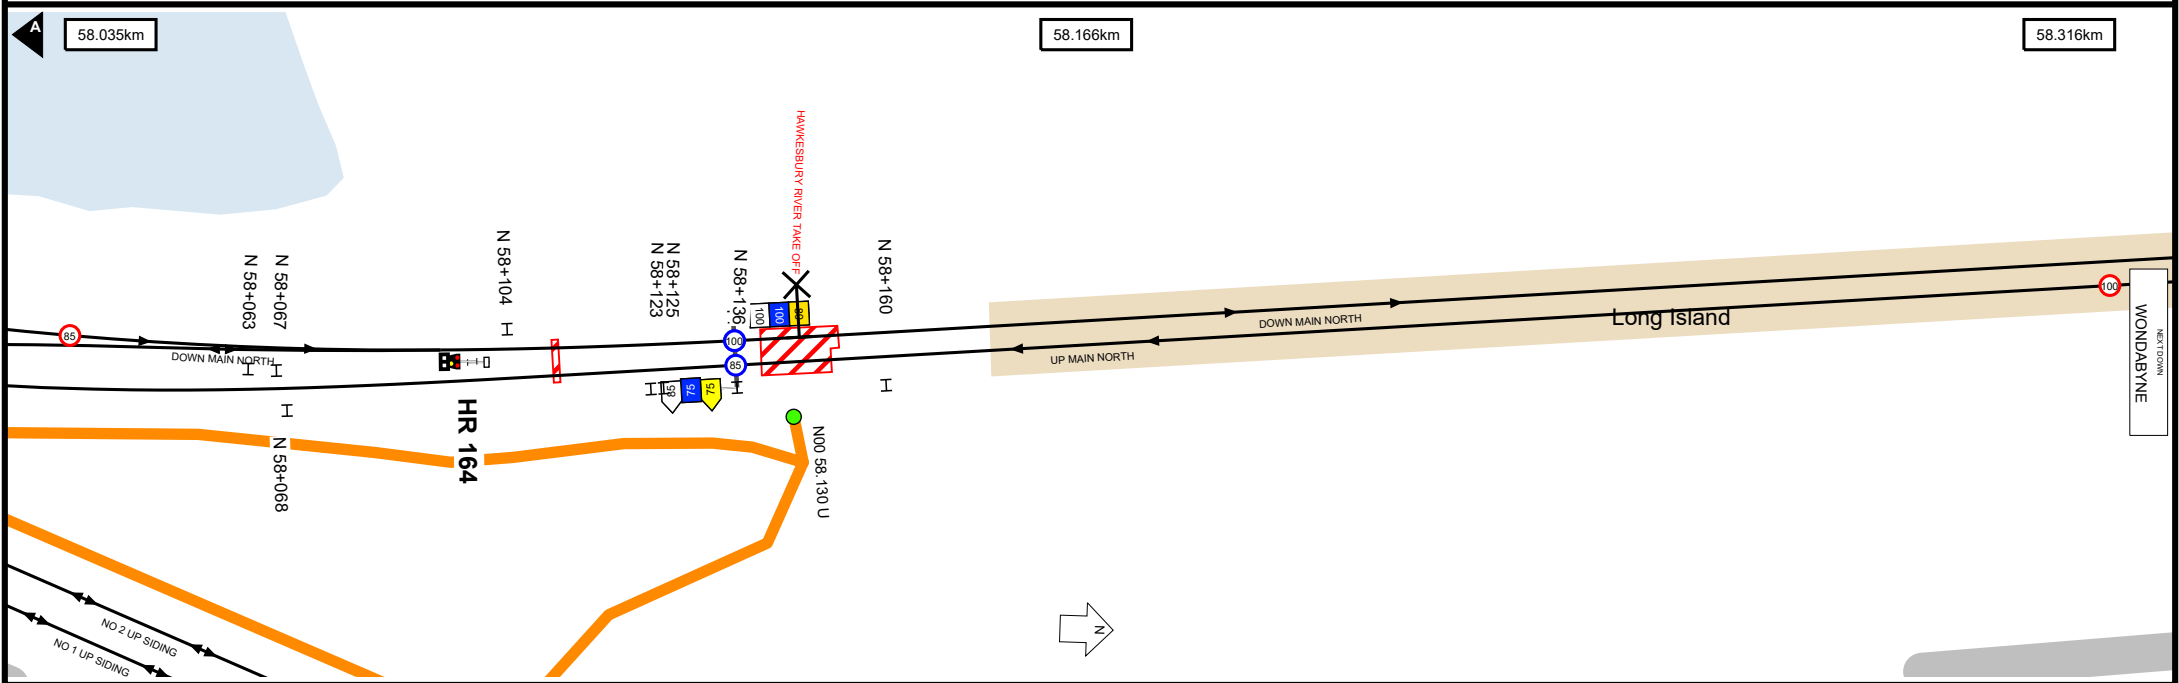 A
58.035km
58.166km
58.316km
HAWKESBURY RIVER TAKE OFF
N 58+063
N 58+067
N 58+104
N 58+123
N 58+125
N 58+136
N 58+160
100
100
80
85
100
DOWN MAIN NORTH
85
85
75
75
DOWN MAIN NORTH
UP MAIN NORTH
Long Island
100
NEXT DOWN
WONDABYNE
HR 164
N 58+068
N00 58.130 U
NO 2 UP SIDING
NO 1 UP SIDING
N